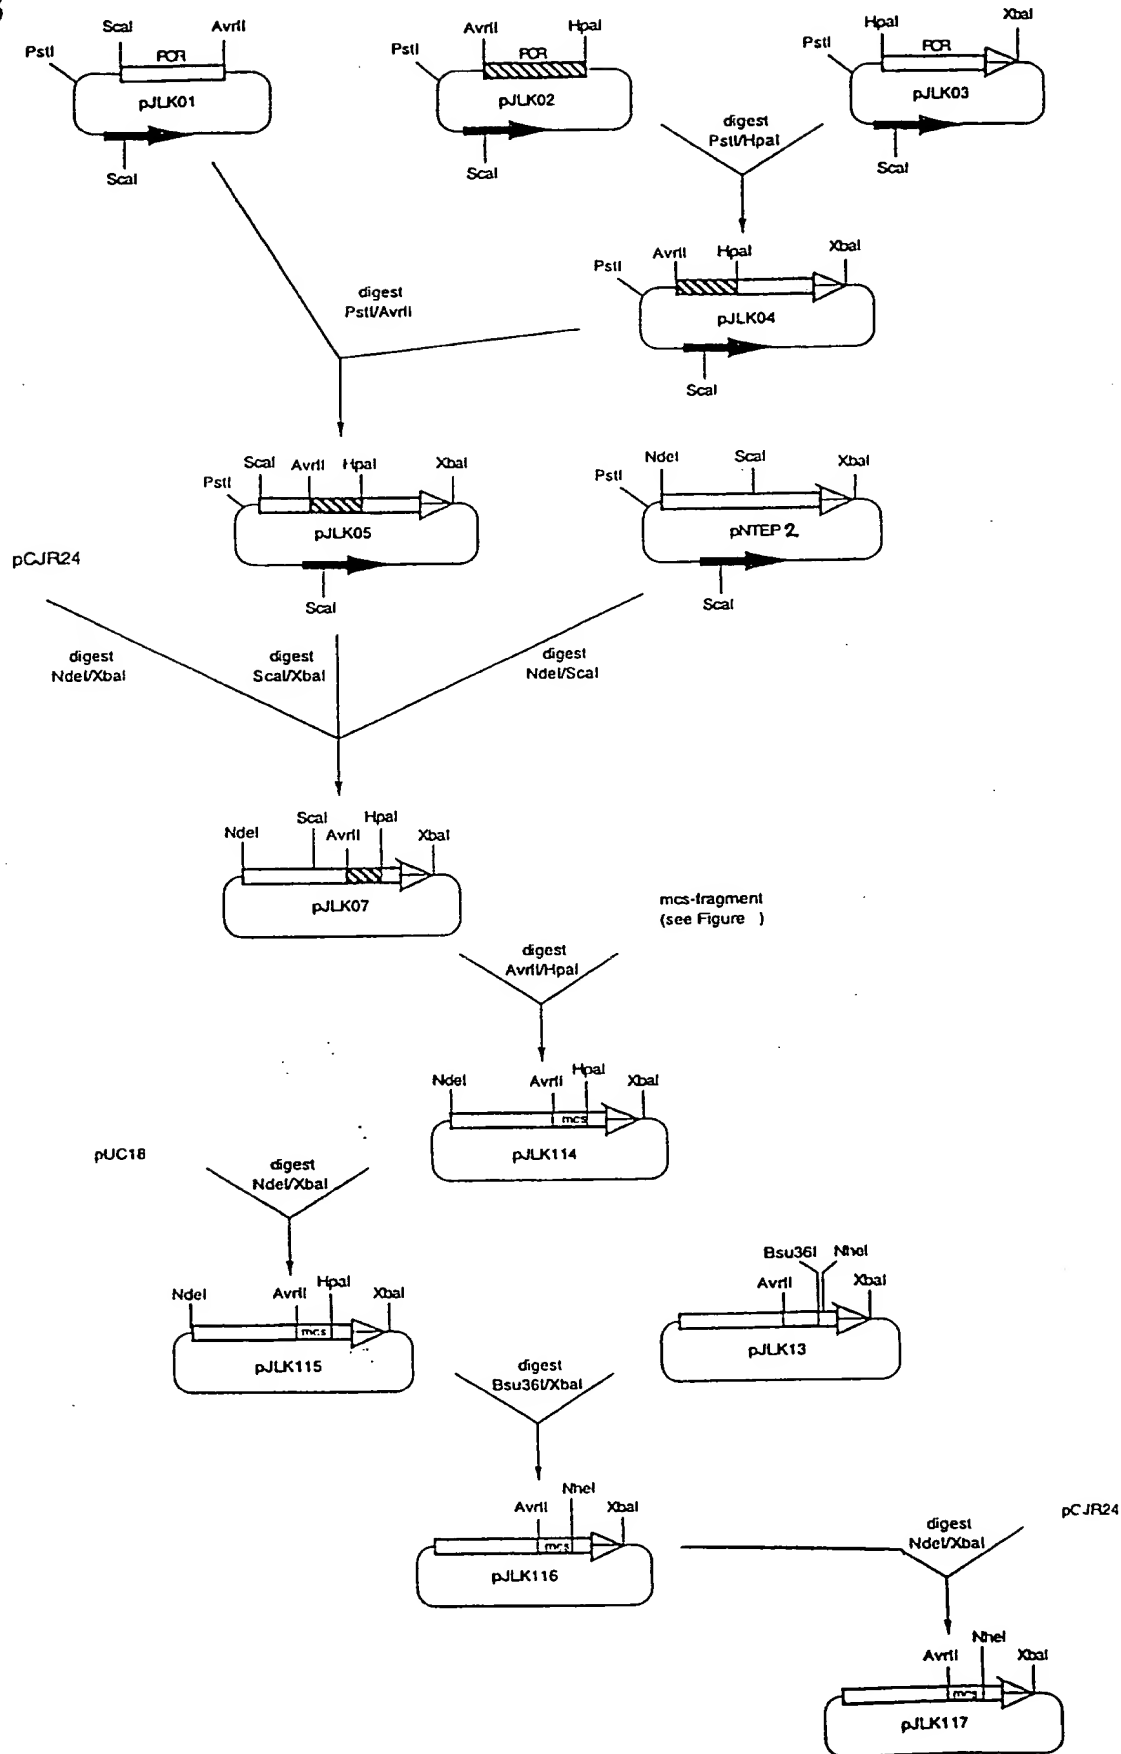 ScaI
AvrII
PstI
PCR
pJLK01
ScaI
AvrII
HpaI
PstI
PCR
pJLK02
ScaI
HpaI
XbaI
PstI
PCR
pJLK03
ScaI
digest
PstI/HpaI
PstI
AvrII
HpaI
XbaI
pJLK04
ScaI
digest
PstI/AvrII
PstI
ScaI
AvrII
HpaI
XbaI
pJLK05
ScaI
PstI
NdeI
ScaI
XbaI
pNTEP2
ScaI
pCJR24
digest
NdeI/XbaI
digest
ScaI/XbaI
digest
NdeI/ScaI
NdeI
ScaI
AvrII
HpaI
XbaI
pJLK07
mcs-fragment
(see Figure )
digest
AvrII/HpaI
NdeI
AvrII
HpaI
XbaI
mcs
pJLK114
pUC18
digest
NdeI/XbaI
NdeI
AvrII
HpaI
XbaI
mcs
pJLK115
Bsu36I
NheI
AvrII
XbaI
pJLK13
digest
Bsu36I/XbaI
AvrII
NheI
XbaI
mcs
pJLK116
pCJR24
digest
NdeI/XbaI
AvrII
NheI
XbaI
mcs
pJLK117